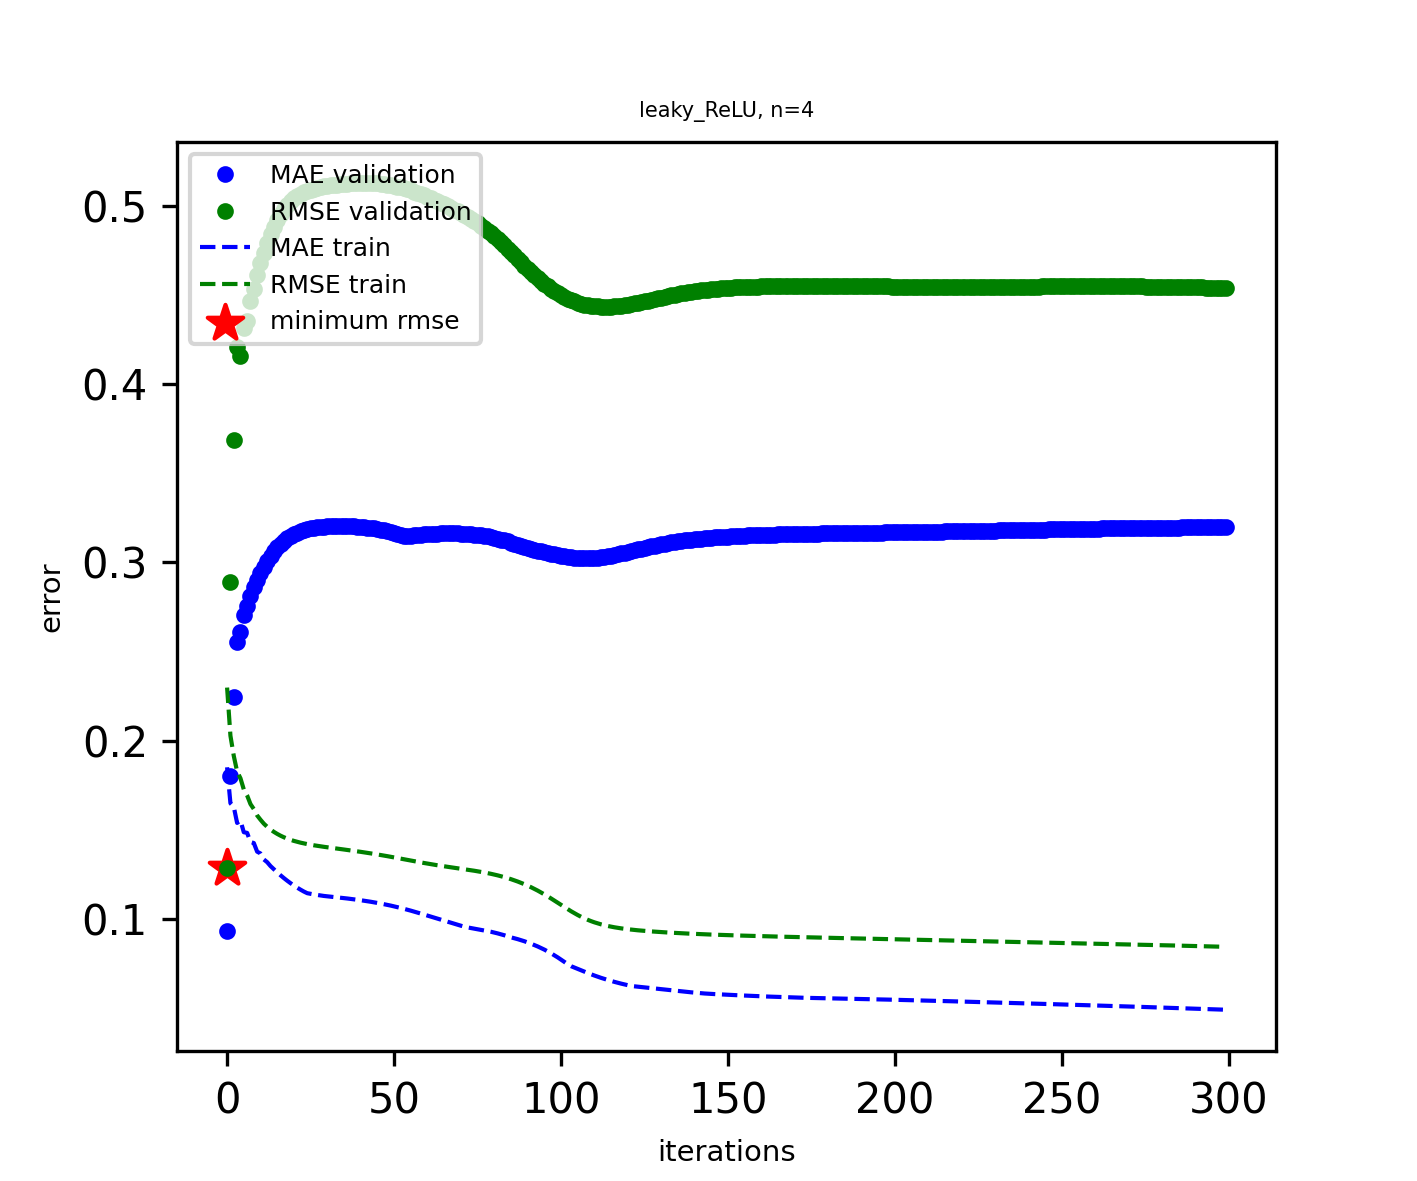 leaky_ReLU, n=4
MAE validation
RMSE validation
MAE train
RMSE train
minimum rmse
error
0.5
0.4
0.3
0.2
0.1
0 50 100 150 200 250 300
iterations